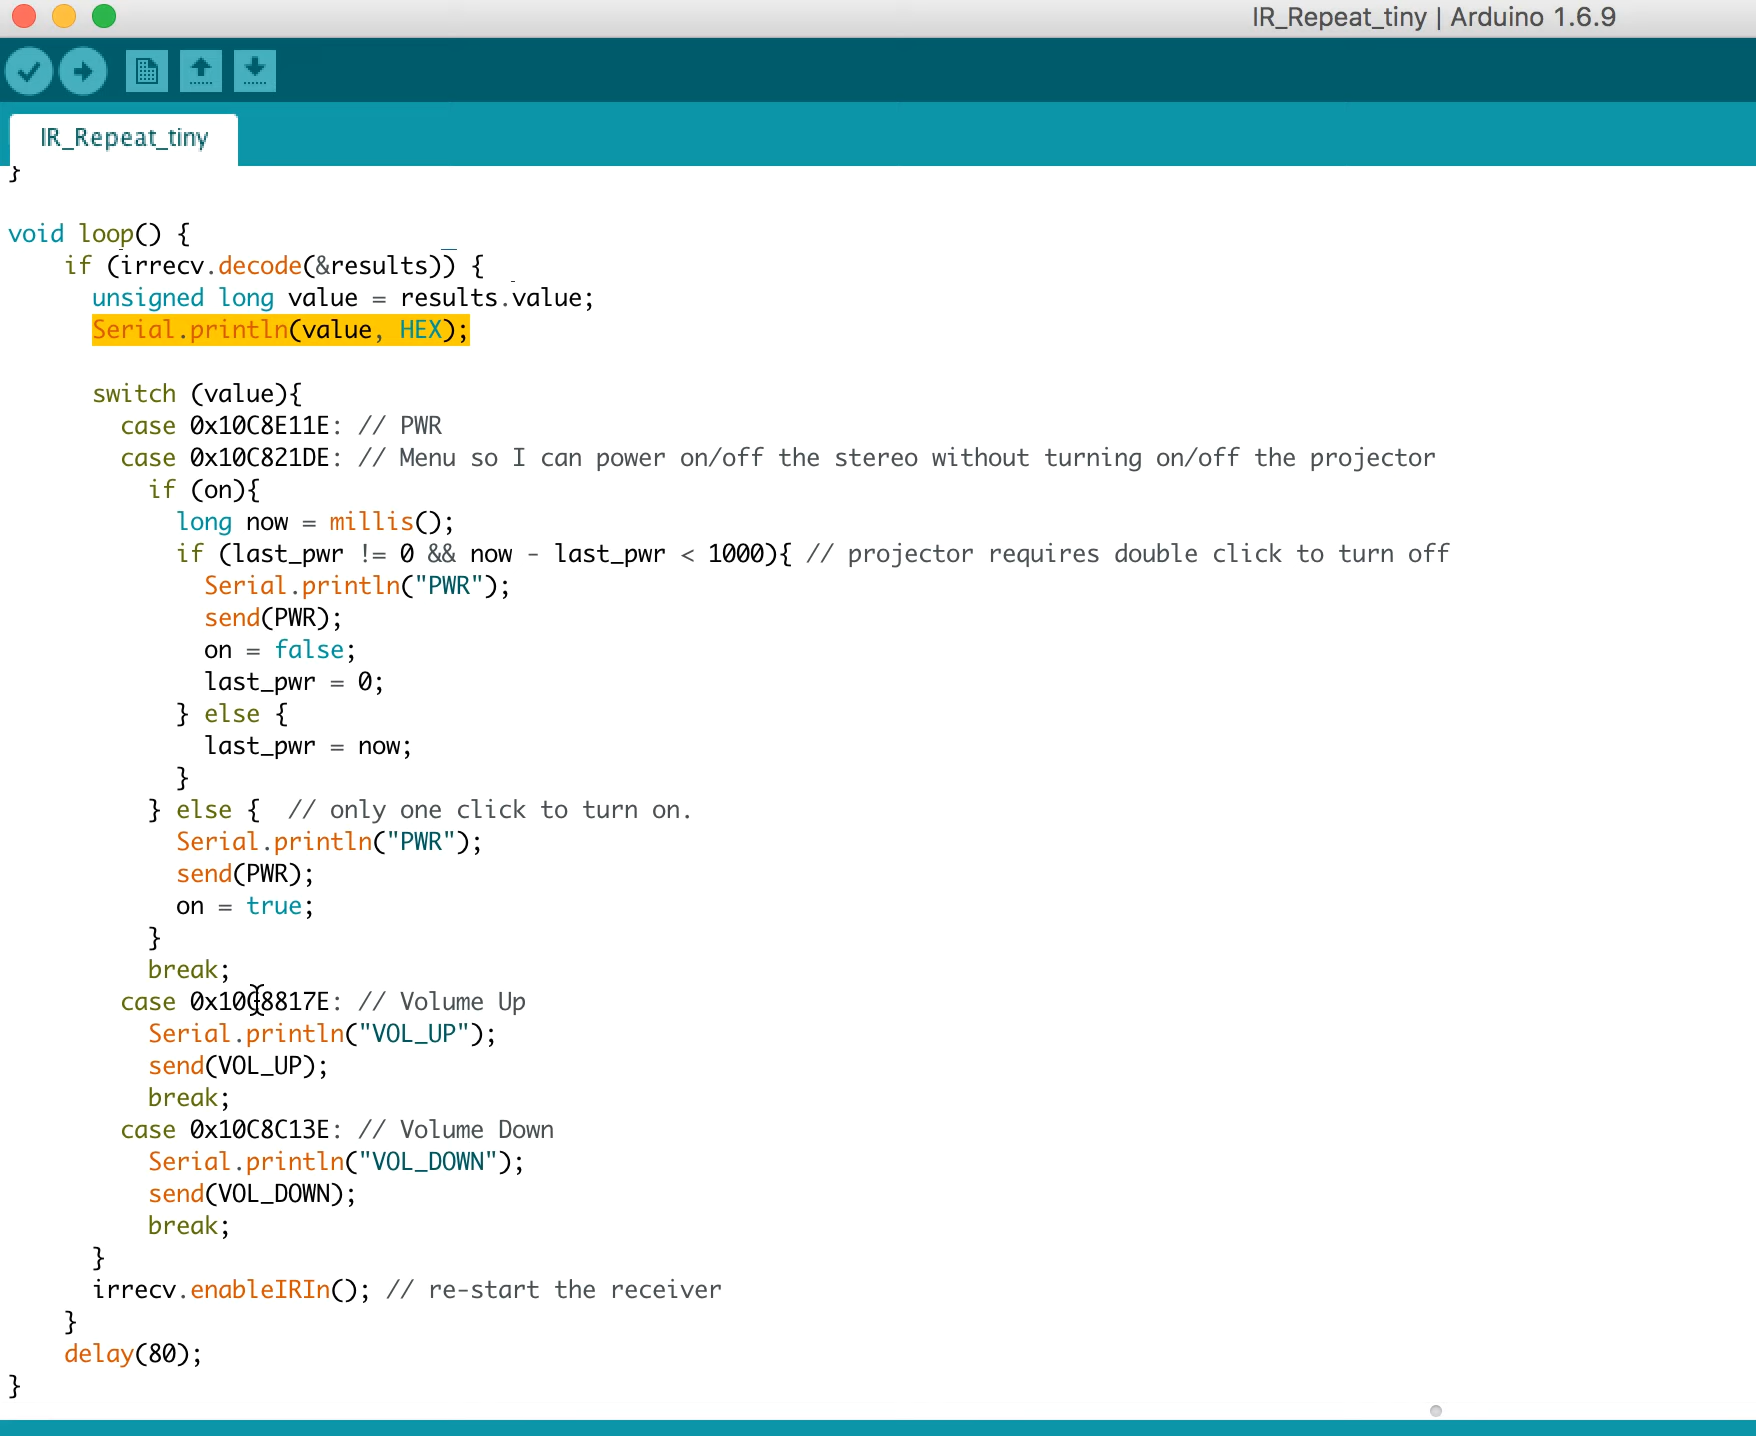 IR_Repeat_tiny | Arduino 1.6.9
IR_Repeat_tiny
}
void loop() {
if (irrecv.decode(&results)) {
unsigned long value = results.value;
Serial.println(value, HEX);
switch (value){
case 0x10C8E11E: // PWR
case 0x10C821DE: // Menu so I can power on/off the stereo without turning on/off the projector
if (on){
long now = millis();
if (last_pwr != 0 && now - last_pwr < 1000){ // projector requires double click to turn off
Serial.println("PWR");
send(PWR);
on = false;
last_pwr = 0;
} else {
last_pwr = now;
}
} else {  // only one click to turn on.
Serial.println("PWR");
send(PWR);
on = true;
}
break;
case 0x10C8817E: // Volume Up
Serial.println("VOL_UP");
send(VOL_UP);
break;
case 0x10C8C13E: // Volume Down
Serial.println("VOL_DOWN");
send(VOL_DOWN);
break;
}
irrecv.enableIRIn(); // re-start the receiver
}
delay(80);
}